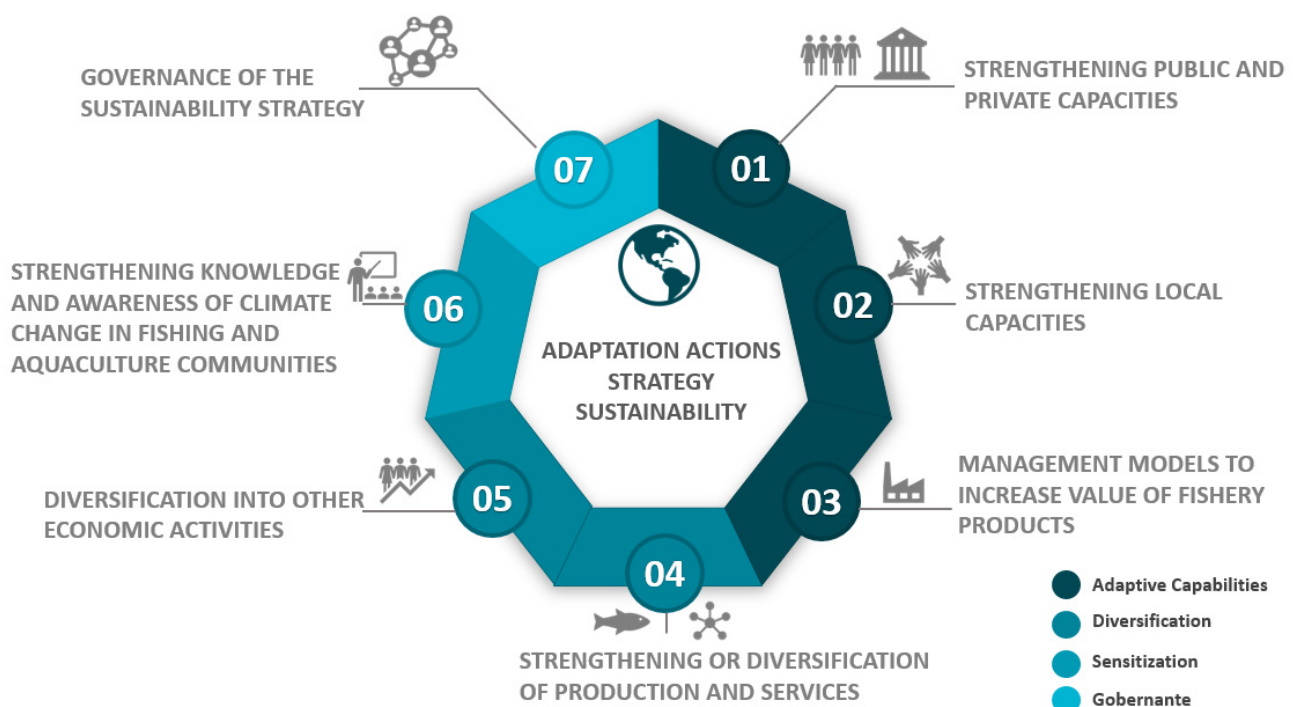 GOVERNANCE OF THE
SUSTAINABILITY STRATEGY
07
01
STRENGTHENING PUBLIC AND
PRIVATE CAPACITIES
02
STRENGTHENING LOCAL
CAPACITIES
03
MANAGEMENT MODELS TO
INCREASE VALUE OF FISHERY
PRODUCTS
04
STRENGTHENING OR DIVERSIFICATION
OF PRODUCTION AND SERVICES
05
DIVERSIFICATION INTO OTHER
ECONOMIC ACTIVITIES
06
STRENGTHENING KNOWLEDGE
AND AWARENESS OF CLIMATE
CHANGE IN FISHING AND
AQUACULTURE COMMUNITIES
ADAPTATION ACTIONS
STRATEGY
SUSTAINABILITY
Adaptive Capabilities
Diversification
Sensitization
Gobernante